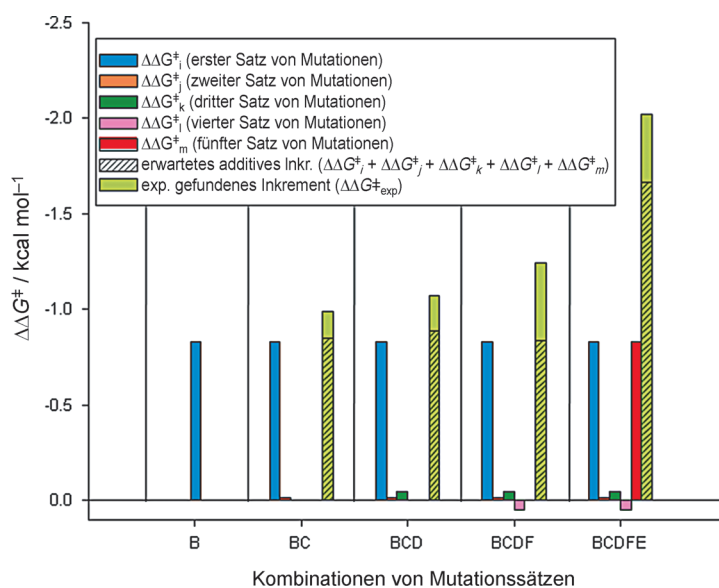 -2.5
-2.0
-1.5
-1.0
-0.5
0.0
ΔΔG‡ / kcal mol⁻¹
ΔΔG‡i (erster Satz von Mutationen)
ΔΔG‡j (zweiter Satz von Mutationen)
ΔΔG‡k (dritter Satz von Mutationen)
ΔΔG‡l (vierter Satz von Mutationen)
ΔΔG‡m (fünfter Satz von Mutationen)
erwartetes additives Inkr. (ΔΔG‡i + ΔΔG‡j + ΔΔG‡k + ΔΔG‡l + ΔΔG‡m)
exp. gefundenes Inkrement (ΔΔG‡exp)
B BC BCD BCDF BCDFE
Kombinationen von Mutationssätzen